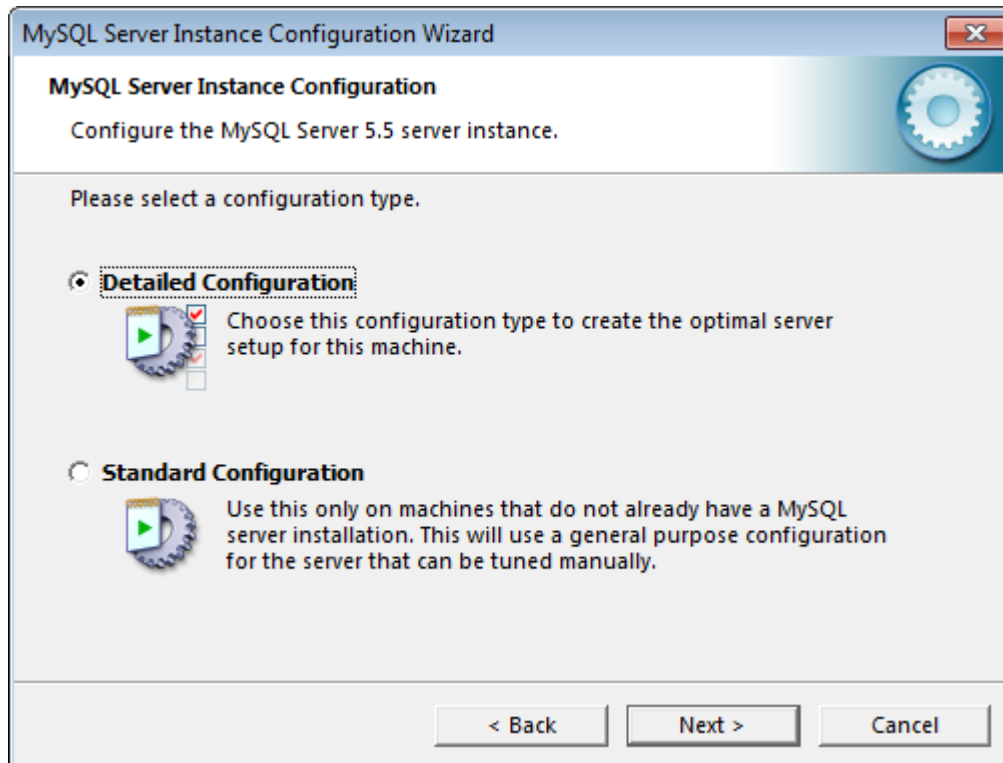 MySQL Server Instance Configuration Wizard
MySQL Server Instance Configuration
Configure the MySQL Server 5.5 server instance.
Please select a configuration type.
Detailed Configuration
Choose this configuration type to create the optimal server
setup for this machine.
Standard Configuration
Use this only on machines that do not already have a MySQL
server installation. This will use a general purpose configuration
for the server that can be tuned manually.
< Back
Next >
Cancel